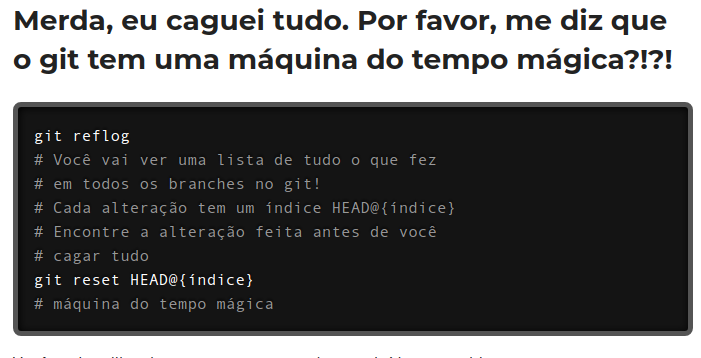 Merda, eu caguei tudo. Por favor, me diz que
o git tem uma máquina do tempo mágica?!?!
git reflog
# Você vai ver uma lista de tudo o que fez
# em todos os branches no git!
# Cada alteração tem um índice HEAD@{índice}
# Encontre a alteração feita antes de você
# cagar tudo
git reset HEAD@{índice}
# máquina do tempo mágica